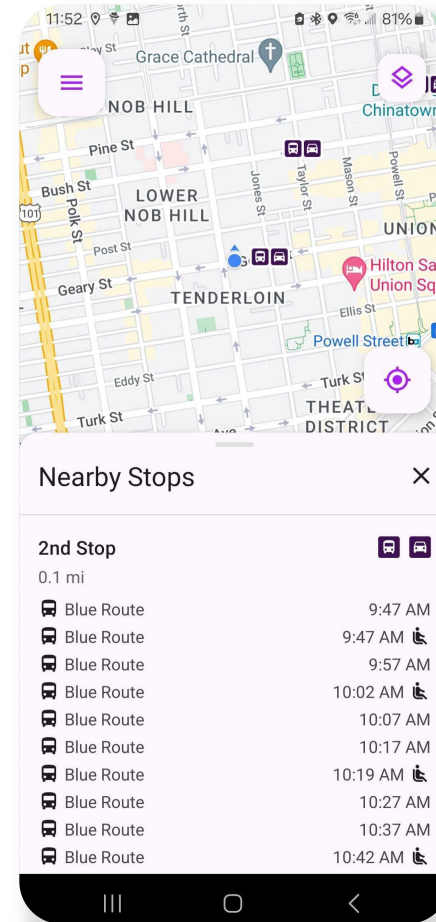 11:52
81%
orth St
Clay St
Grace Cathedral
Chinatown
NOB HILL
Pine St
Bush St
LOWER
NOB HILL
Jones St
Taylor St
Mason St
Powell St
101
Polk St
UNION
Post St
Geary St
TENDERLOIN
Hilton Sa
Union Sq
Ellis St
Powell Street
Eddy St
Turk St
Turk St
THEAT
DISTRICT
Nearby Stops
2nd Stop
0.1 mi
Blue Route 9:47 AM
Blue Route 9:47 AM
Blue Route 9:57 AM
Blue Route 10:02 AM
Blue Route 10:07 AM
Blue Route 10:17 AM
Blue Route 10:19 AM
Blue Route 10:27 AM
Blue Route 10:37 AM
Blue Route 10:42 AM